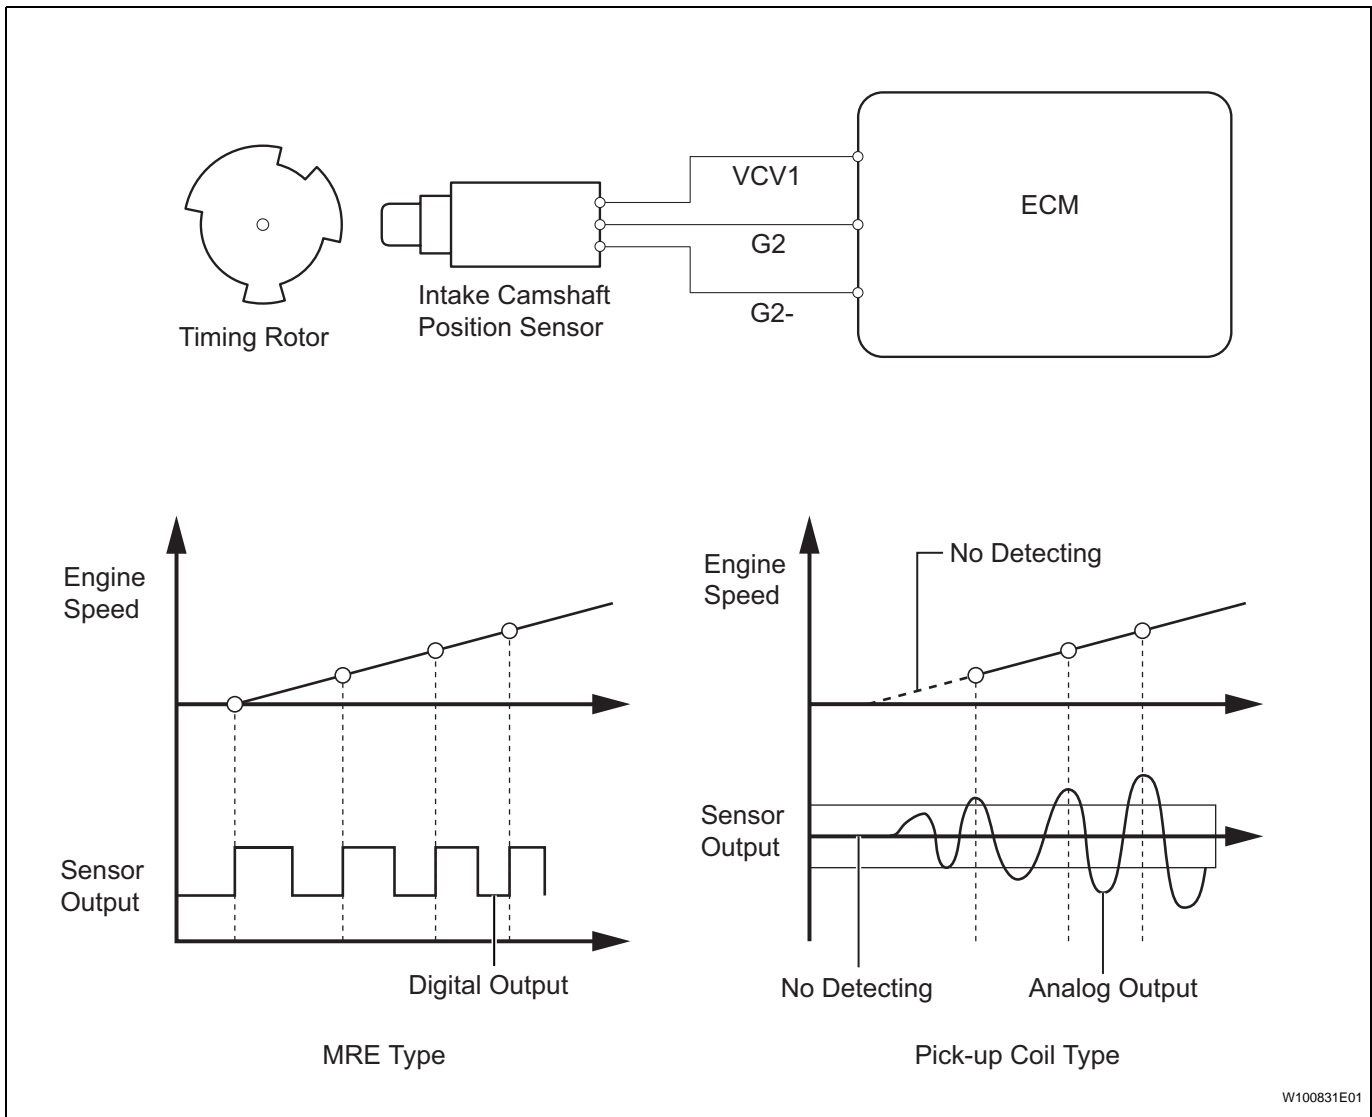 VCV1
ECM
G2
Intake Camshaft
Position Sensor
G2-
Timing Rotor
Engine
Speed
Sensor
Output
Digital Output
MRE Type
Engine
Speed
No Detecting
Sensor
Output
No Detecting
Analog Output
Pick-up Coil Type
W100831E01